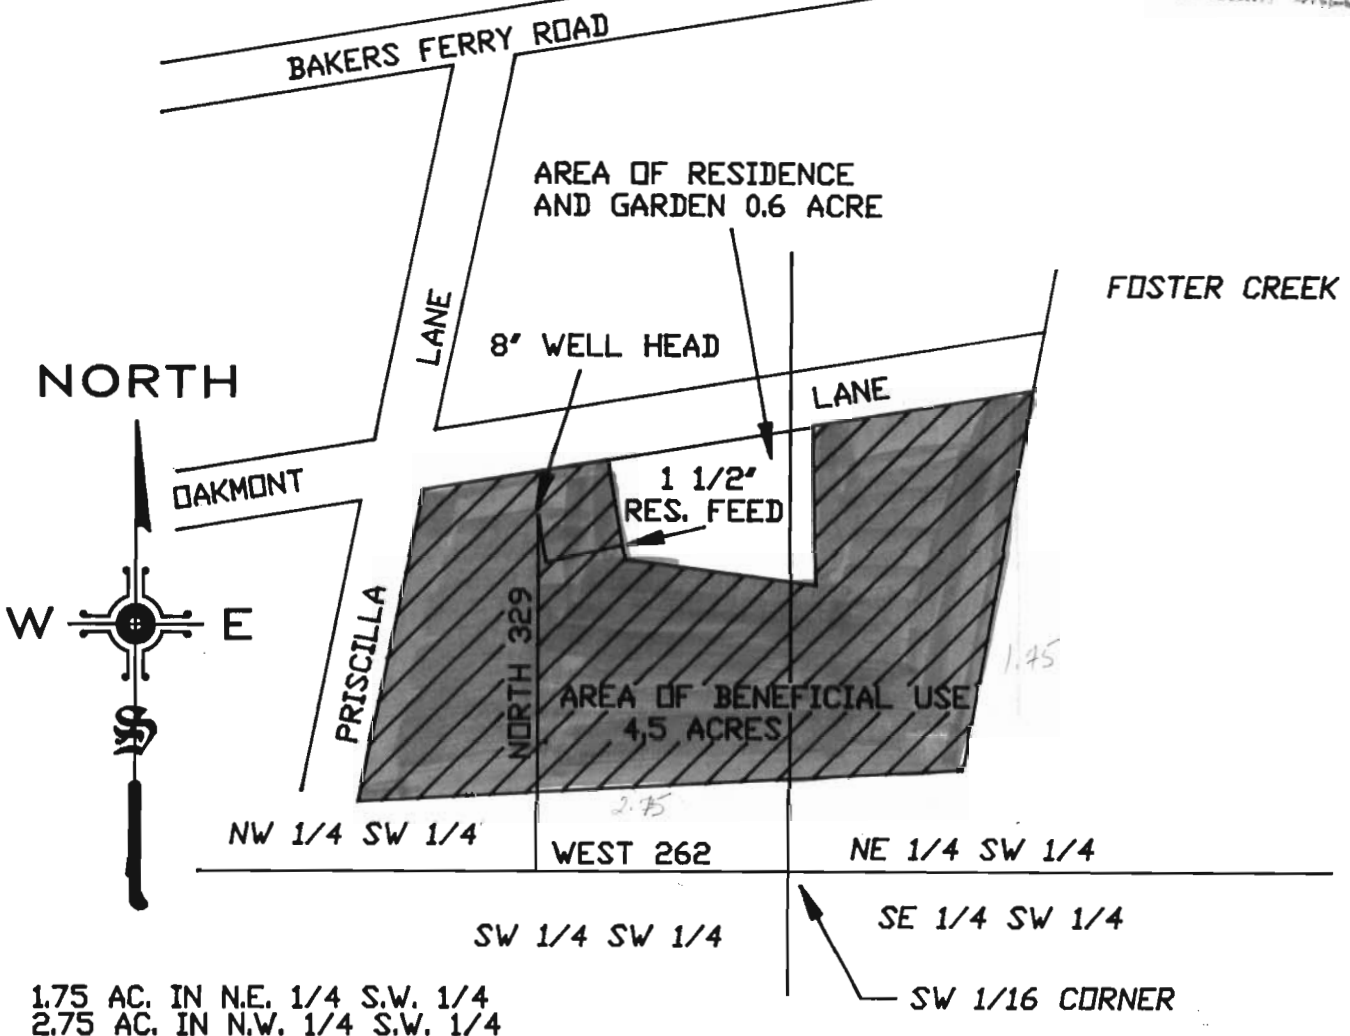 BAKERS FERRY ROAD
AREA OF RESIDENCE
AND GARDEN 0.6 ACRE
FOSTER CREEK
LANE
8" WELL HEAD
NORTH
LANE
OAKMONT
1 1/2"
RES. FEED
W E
PRISCILLA
NORTH 329
1.75
AREA OF BENEFICIAL USE
4,5 ACRES
2.75
NW 1/4 SW 1/4
WEST 262
NE 1/4 SW 1/4
SW 1/4 SW 1/4
SE 1/4 SW 1/4
SW 1/16 CORNER
1.75 AC. IN N.E. 1/4 S.W. 1/4
2.75 AC. IN N.W. 1/4 S.W. 1/4